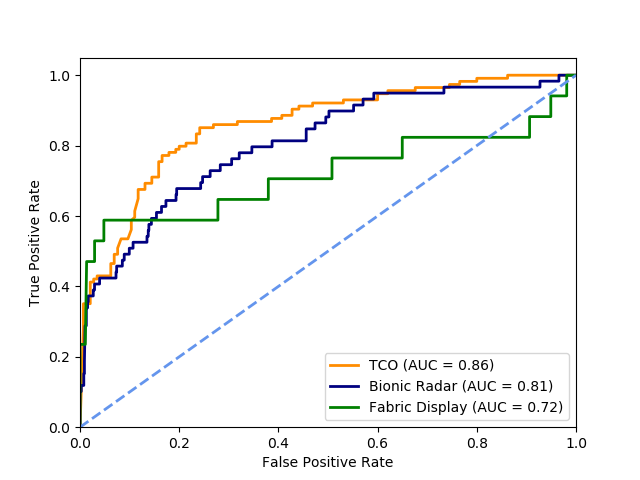 1.0
0.8
0.6
0.4
0.2
0.0
True Positive Rate
TCO (AUC = 0.86)
Bionic Radar (AUC = 0.81)
Fabric Display (AUC = 0.72)
0.0 0.2 0.4 0.6 0.8 1.0
False Positive Rate